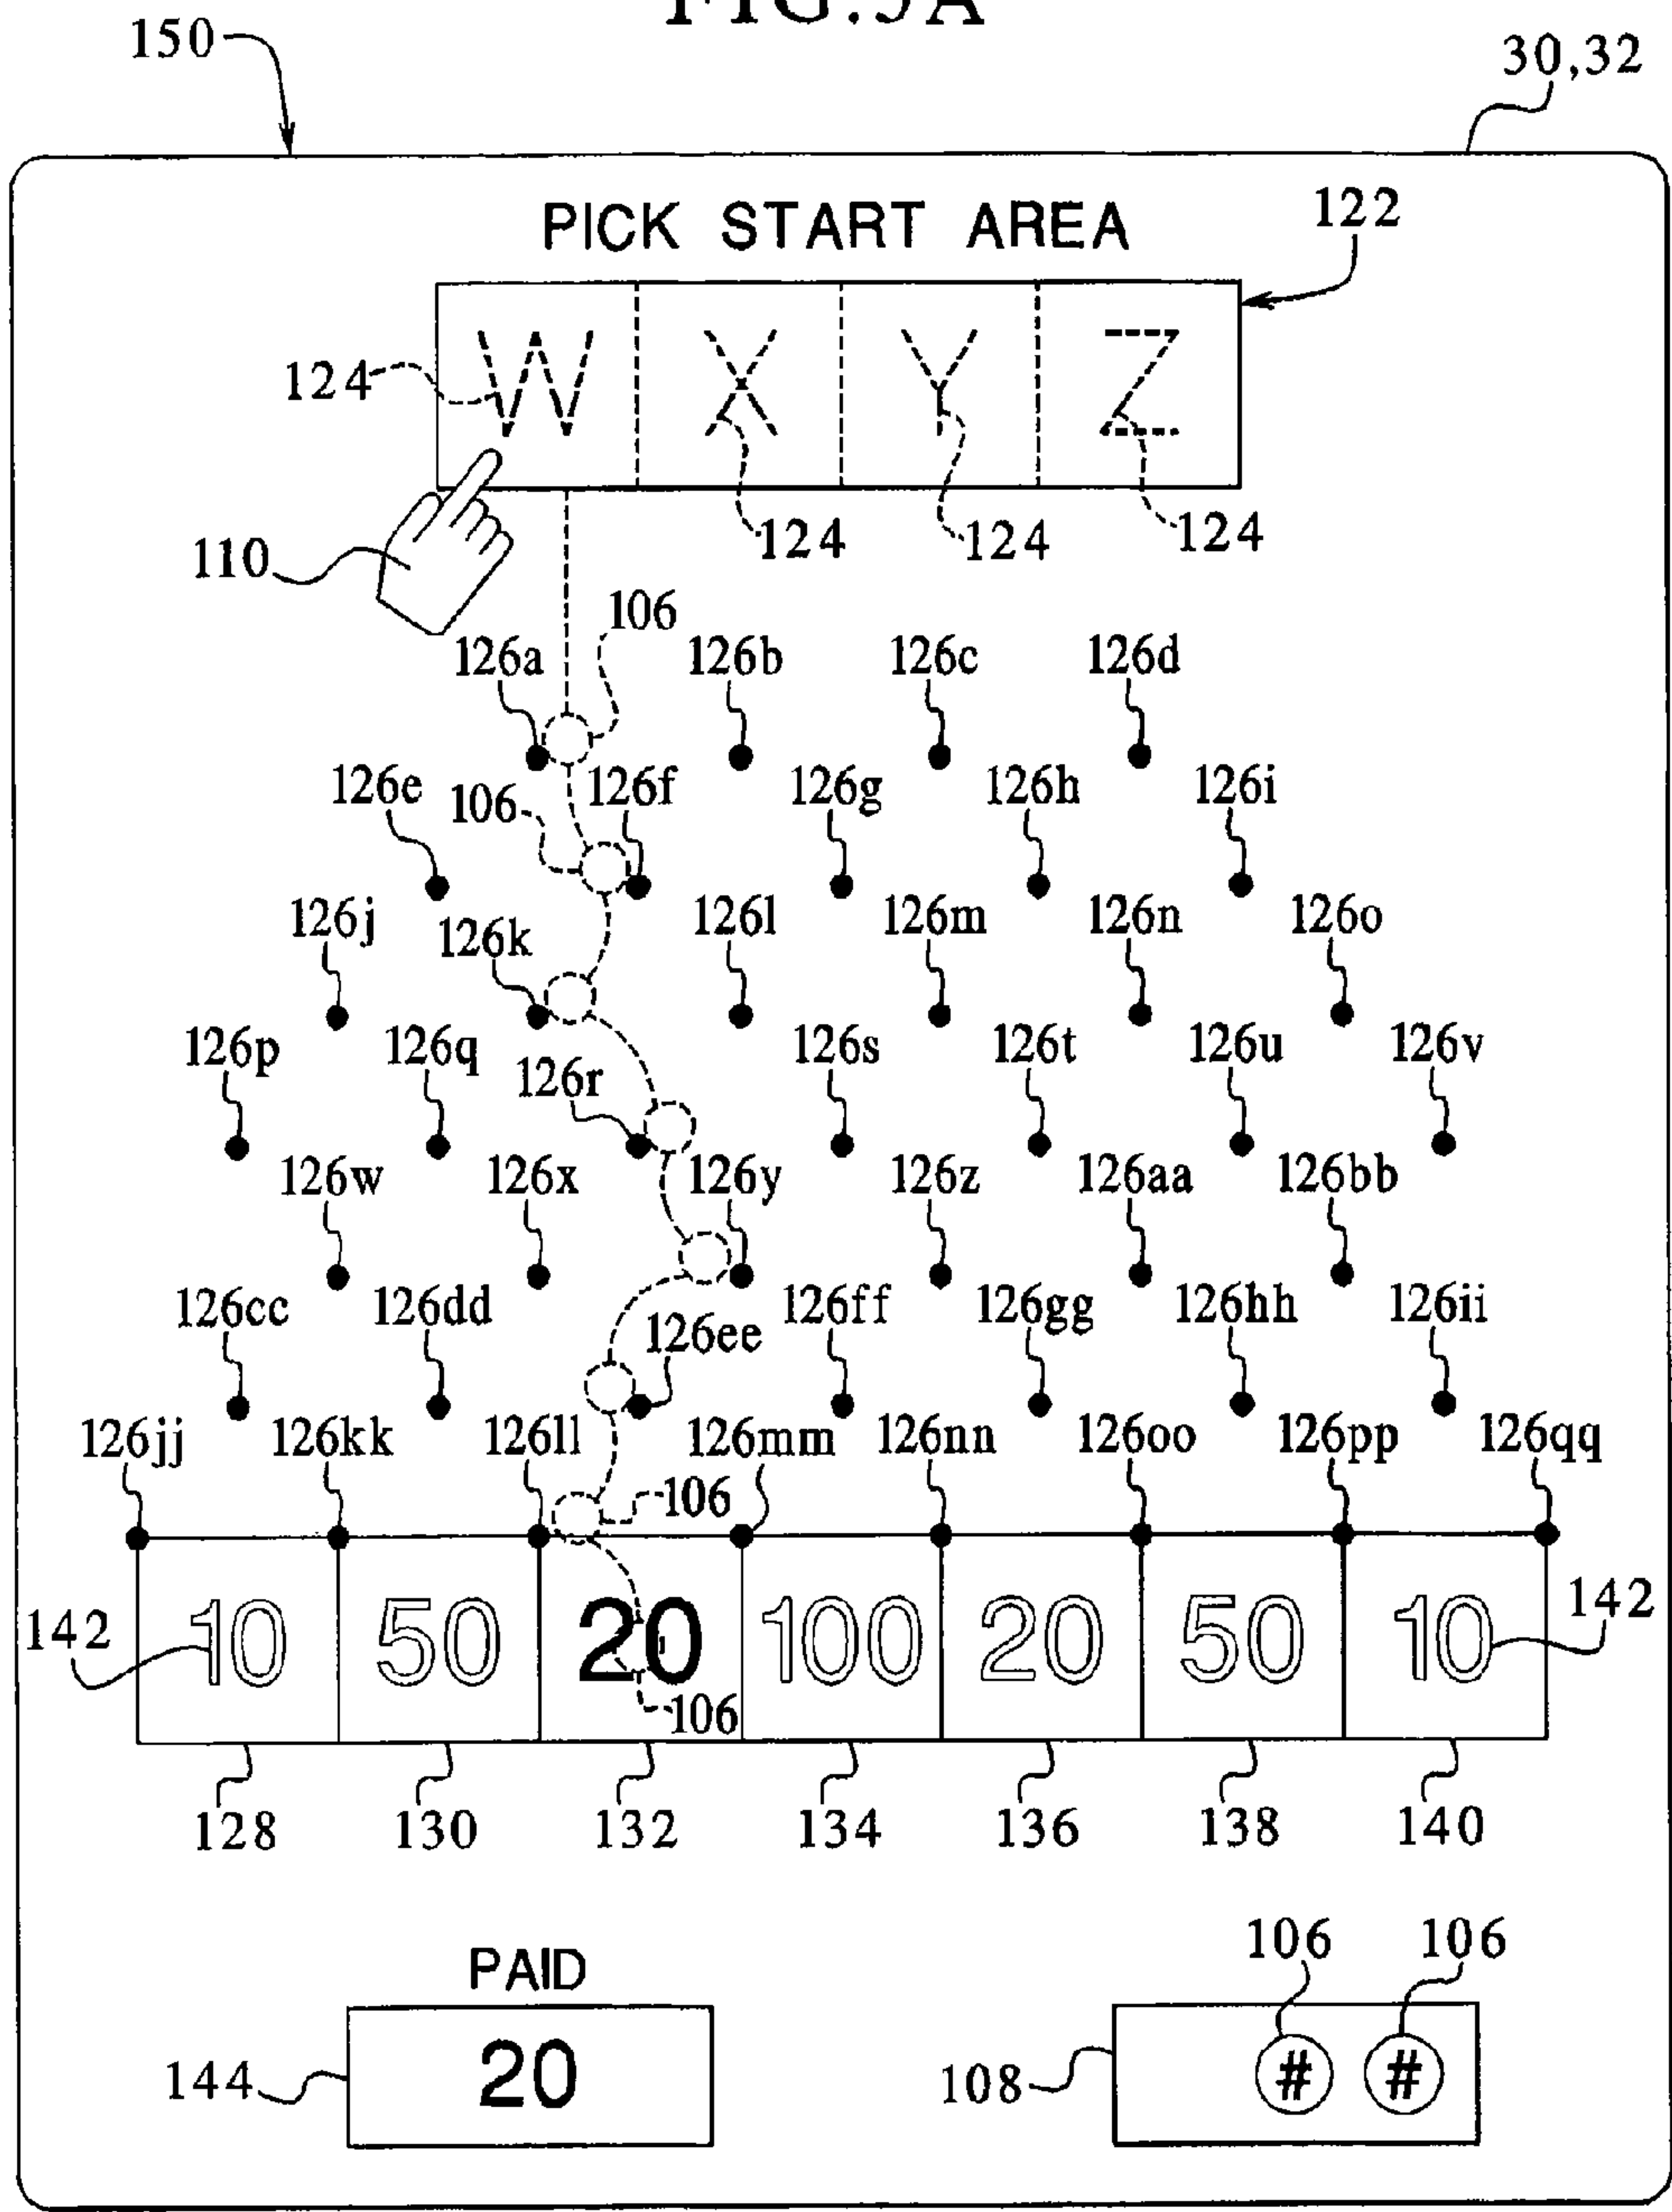 FIG.5A
150
30,32
PICK START AREA
122
W X Y Z
124
124 124 124
110
106
126a 126b 126c 126d
126e 106 126f 126g 126h 126i
126j 126k 126l 126m 126n 126o
126p 126q 126r 126s 126t 126u 126v
126w 126x 126y 126z 126aa 126bb
126cc 126dd 126ee 126ff 126gg 126hh 126ii
126jj 126kk 126ll 126mm 126nn 126oo 126pp 126qq
106
142 10 50 20 100 20 50 10 142
106
128 130 132 134 136 138 140
106 106
PAID
144 20 108 # #